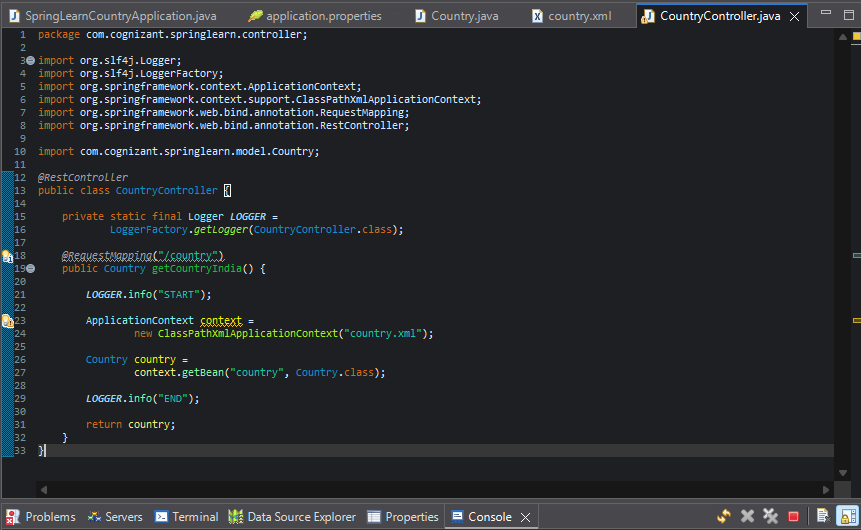 SpringLearnCountryApplication.java application.properties Country.java country.xml CountryController.java
1 package com.cognizant.springlearn.controller;
2
3 import org.slf4j.Logger;
4 import org.slf4j.LoggerFactory;
5 import org.springframework.context.ApplicationContext;
6 import org.springframework.context.support.ClassPathXmlApplicationContext;
7 import org.springframework.web.bind.annotation.RequestMapping;
8 import org.springframework.web.bind.annotation.RestController;
9
10 import com.cognizant.springlearn.model.Country;
11
12 @RestController
13 public class CountryController {
14
15     private static final Logger LOGGER =
16             LoggerFactory.getLogger(CountryController.class);
17
18     @RequestMapping("/country")
19     public Country getCountryIndia() {
20
21         LOGGER.info("START");
22
23         ApplicationContext context =
24                 new ClassPathXmlApplicationContext("country.xml");
25
26         Country country =
27                 context.getBean("country", Country.class);
28
29         LOGGER.info("END");
30
31         return country;
32     }
33 }
Problems Servers Terminal Data Source Explorer Properties Console